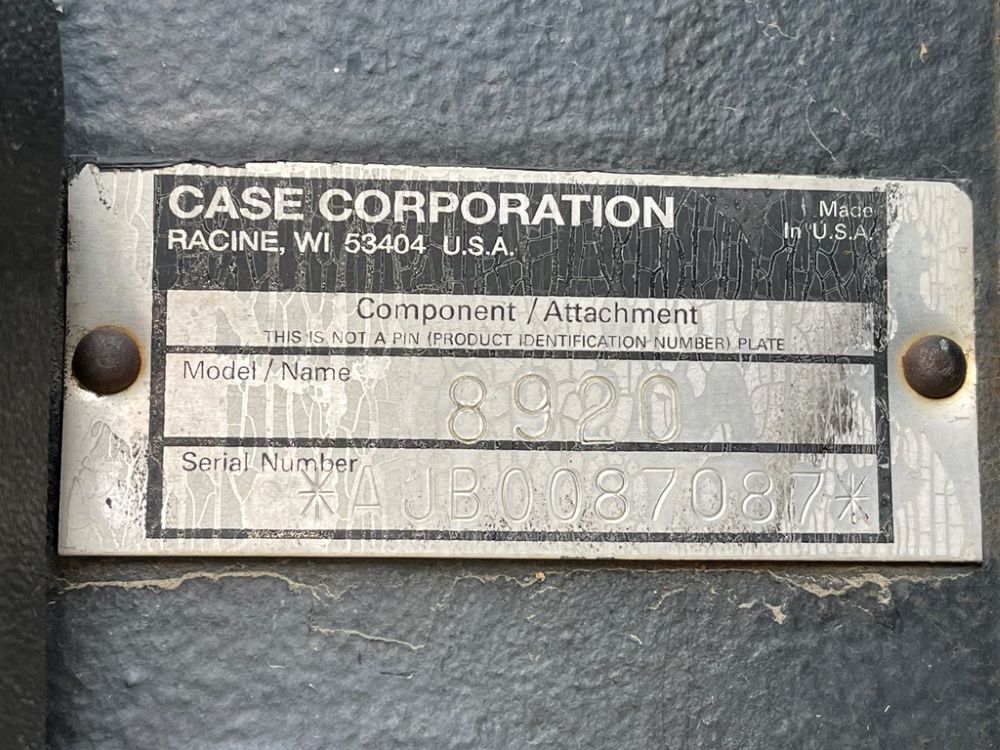 CASE CORPORATION
RACINE, WI 53404 U.S.A.
Made
In U.S.A.
Component / Attachment
THIS IS NOT A PIN (PRODUCT IDENTIFICATION NUMBER) PLATE
Model / Name 8920
Serial Number *AJB0087087*